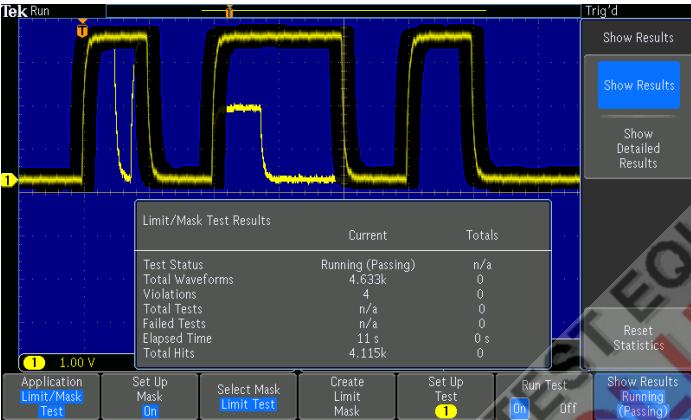 Tek Run Trig'd
T
T
Show Results
Show Results
Show
Detailed
Results
1
Limit/Mask Test Results
Current Totals
Test Status Running (Passing) n/a
Total Waveforms 4.633k 0
Violations 4 0
Total Tests n/a 0
Failed Tests n/a 0
Elapsed Time 11 s 0 s
Total Hits 4.115k 0
Reset
Statistics
1 1.00 V
Application
Limit/Mask
Test
Set Up
Mask
On
Select Mask
Limit Test
Create
Limit
Mask
Set Up
Test
1
Run Test
On Off
Show Results
Running
(Passing)